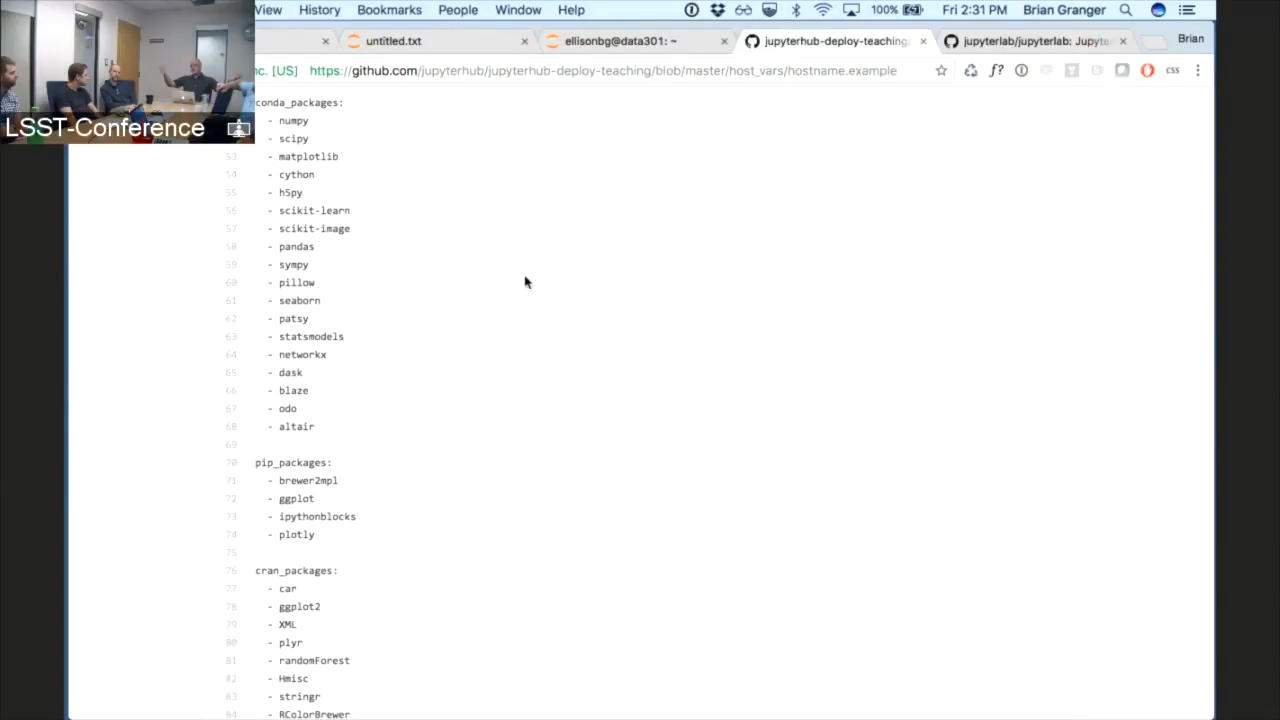 View History Bookmarks People Window Help 100% Fri 2:31 PM Brian Granger
untitled.txt ellisonbg@data301: ~ jupyterhub-deploy-teaching jupyterlab/jupyterlab: Jupyte Brian
nc. [US] https://github.com/jupyterhub/jupyterhub-deploy-teaching/blob/master/host_vars/hostname.example f? css
LSST-Conference
conda_packages:
- numpy
- scipy
53 - matplotlib
54 - cython
55 - h5py
56 - scikit-learn
57 - scikit-image
58 - pandas
59 - sympy
60 - pillow
61 - seaborn
62 - patsy
63 - statsmodels
64 - networkx
65 - dask
66 - blaze
67 - odo
68 - altair
69
70 pip_packages:
71 - brewer2mpl
72 - ggplot
73 - ipythonblocks
74 - plotly
75
76 cran_packages:
77 - car
78 - ggplot2
79 - XML
80 - plyr
81 - randomForest
82 - Hmisc
83 - stringr
84 - RColorBrewer